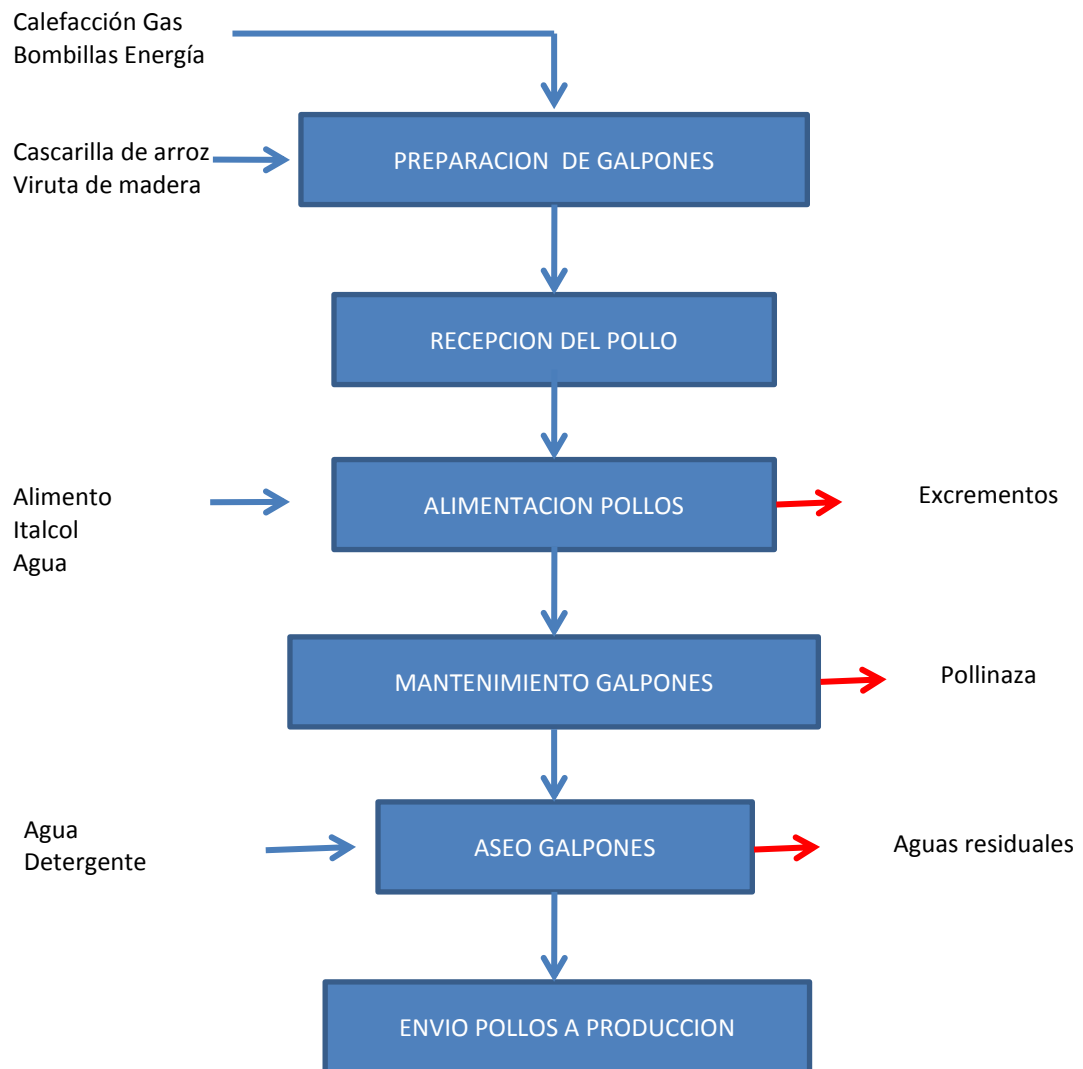 Calefacción Gas
Bombillas Energía
Cascarilla de arroz
Viruta de madera
PREPARACION DE GALPONES
RECEPCION DEL POLLO
Alimento
Italcol
Agua
ALIMENTACION POLLOS
Excrementos
MANTENIMIENTO GALPONES
Pollinaza
Agua
Detergente
ASEO GALPONES
Aguas residuales
ENVIO POLLOS A PRODUCCION